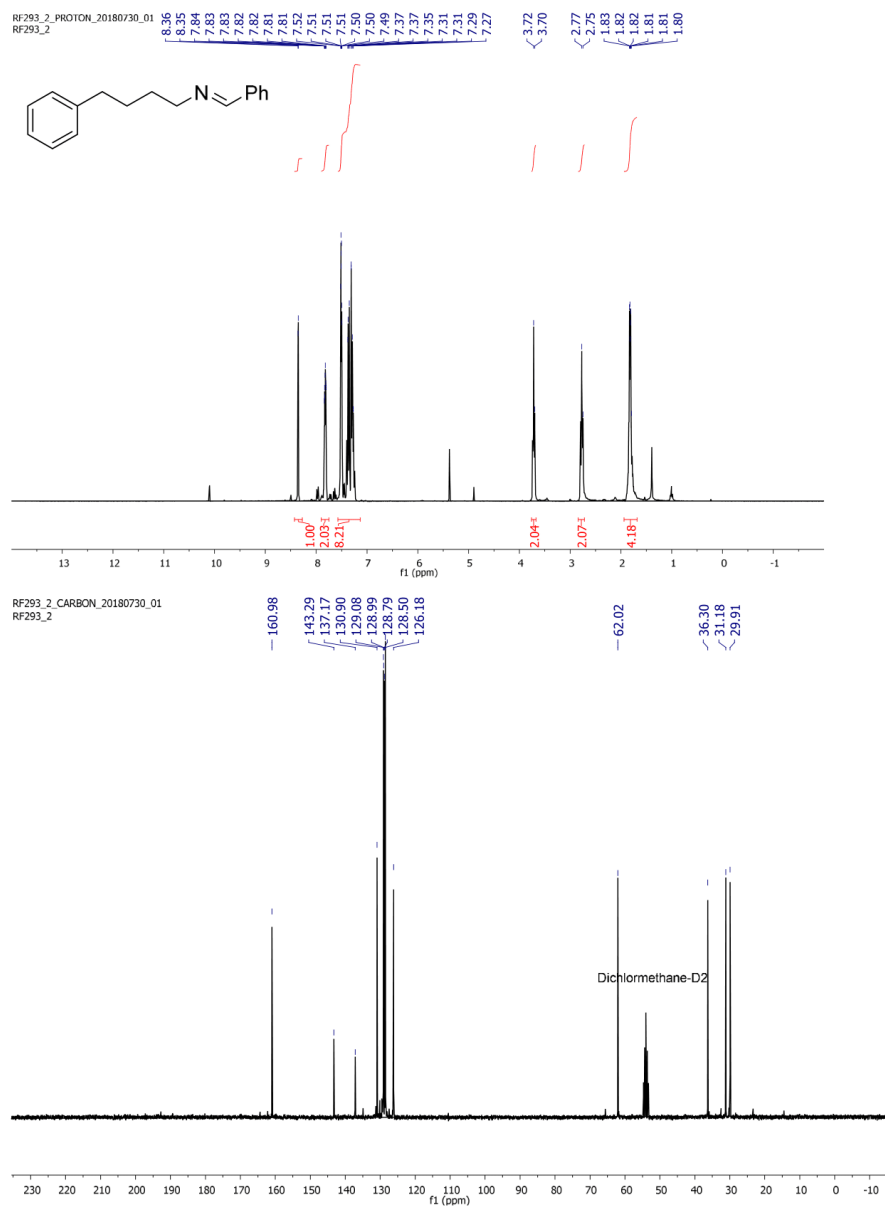 RF293_2_PROTON_20180730_01
RF293_2
8.36 8.35 7.84 7.83 7.83 7.82 7.82 7.81 7.81 7.52 7.51 7.51 7.51 7.50 7.50 7.49 7.37 7.37 7.35 7.31 7.31 7.29 7.27 3.72 3.70 2.77 2.75 1.83 1.82 1.82 1.81 1.81 1.80
N Ph
1.00 2.03 8.21 2.04 2.07 4.18
13 12 11 10 9 8 7 6 5 4 3 2 1 0 -1
f1 (ppm)
RF293_2_CARBON_20180730_01
RF293_2
160.98 143.29 137.17 130.90 129.08 128.99 128.79 128.50 126.18 62.02 36.30 31.18 29.91
Dichlormethane-D2
230 220 210 200 190 180 170 160 150 140 130 120 110 100 90 80 70 60 50 40 30 20 10 0 -10
f1 (ppm)